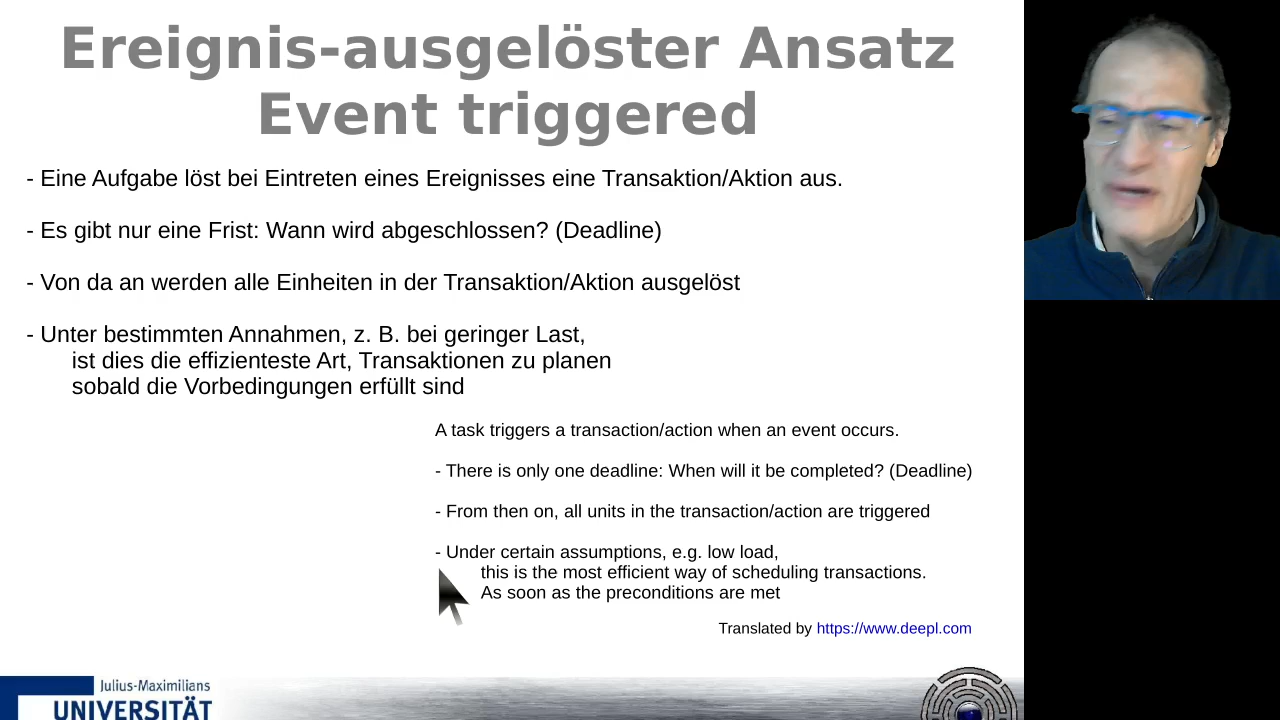 Ereignis-ausgelöster Ansatz
Event triggered
- Eine Aufgabe löst bei Eintreten eines Ereignisses eine Transaktion/Aktion aus.
- Es gibt nur eine Frist: Wann wird abgeschlossen? (Deadline)
- Von da an werden alle Einheiten in der Transaktion/Aktion ausgelöst
- Unter bestimmten Annahmen, z. B. bei geringer Last,
ist dies die effizienteste Art, Transaktionen zu planen
sobald die Vorbedingungen erfüllt sind
A task triggers a transaction/action when an event occurs.
- There is only one deadline: When will it be completed? (Deadline)
- From then on, all units in the transaction/action are triggered
- Under certain assumptions, e.g. low load,
this is the most efficient way of scheduling transactions.
As soon as the preconditions are met
Translated by https://www.deepl.com
Julius-Maximilians
UNIVERSITÄT